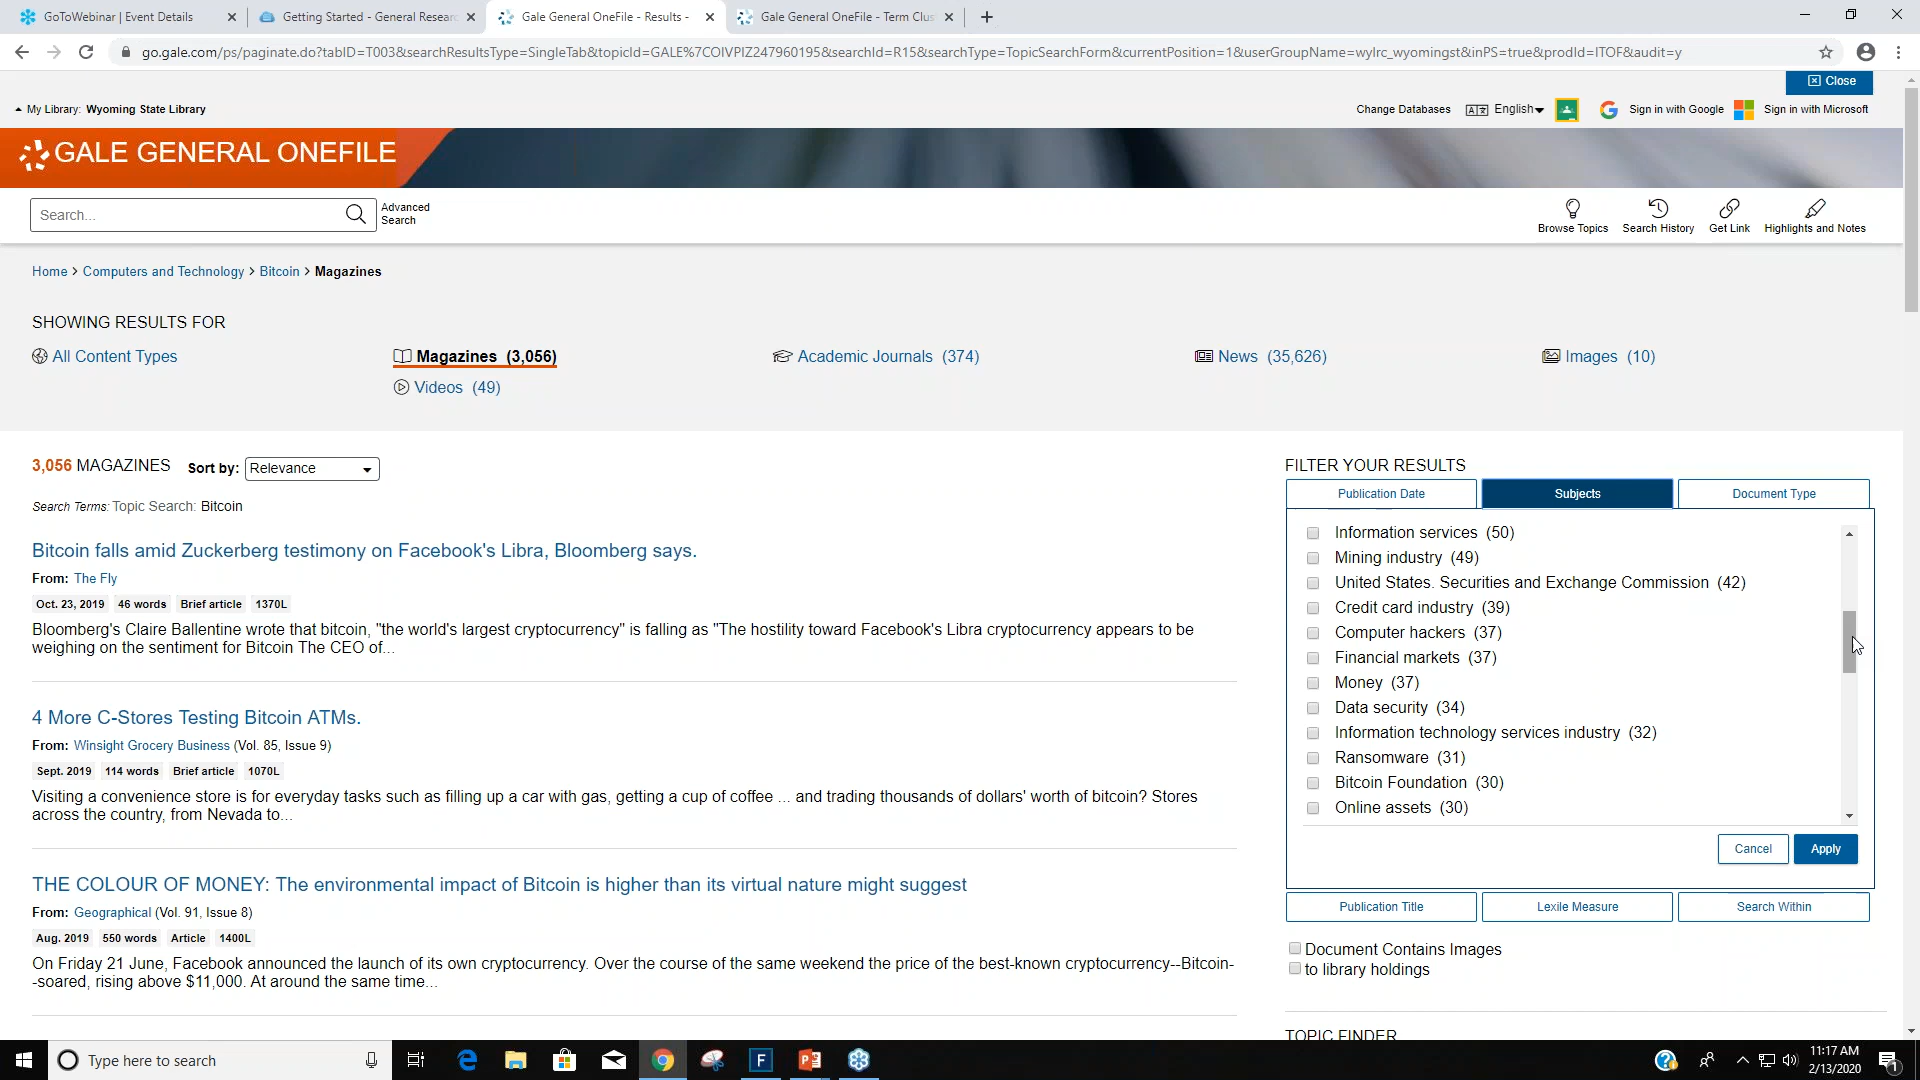 GoToWebinar | Event Details
Getting Started - General Resear
Gale General OneFile - Results -
Gale General OneFile - Term Clus
go.gale.com/ps/paginate.do?tabID=T003&searchResultsType=SingleTab&topicId=GALE%7COIVPIZ247960195&searchId=R15&searchType=TopicSearchForm&currentPosition=1&userGroupName=wylrc_wyomingst&inPS=true&prodId=ITOF&audit=y
Close
My Library: Wyoming State Library
Change Databases
English
Sign in with Google
Sign in with Microsoft
GALE GENERAL ONEFILE
Search...
Advanced
Search
Browse Topics
Search History
Get Link
Highlights and Notes
Home > Computers and Technology > Bitcoin > Magazines
SHOWING RESULTS FOR
All Content Types
Magazines (3,056)
Academic Journals (374)
News (35,626)
Images (10)
Videos (49)
3,056 MAGAZINES
Sort by: Relevance
Search Terms: Topic Search: Bitcoin
Bitcoin falls amid Zuckerberg testimony on Facebook's Libra, Bloomberg says.
From: The Fly
Oct. 23, 2019 46 words Brief article 1370L
Bloomberg's Claire Ballentine wrote that bitcoin, "the world's largest cryptocurrency" is falling as "The hostility toward Facebook's Libra cryptocurrency appears to be
weighing on the sentiment for Bitcoin The CEO of...
4 More C-Stores Testing Bitcoin ATMs.
From: Winsight Grocery Business (Vol. 85, Issue 9)
Sept. 2019 114 words Brief article 1070L
Visiting a convenience store is for everyday tasks such as filling up a car with gas, getting a cup of coffee ... and trading thousands of dollars' worth of bitcoin? Stores
across the country, from Nevada to...
THE COLOUR OF MONEY: The environmental impact of Bitcoin is higher than its virtual nature might suggest
From: Geographical (Vol. 91, Issue 8)
Aug. 2019 550 words Article 1400L
On Friday 21 June, Facebook announced the launch of its own cryptocurrency. Over the course of the same weekend the price of the best-known cryptocurrency--Bitcoin-
-soared, rising above $11,000. At around the same time...
FILTER YOUR RESULTS
Publication Date
Subjects
Document Type
Information services (50)
Mining industry (49)
United States. Securities and Exchange Commission (42)
Credit card industry (39)
Computer hackers (37)
Financial markets (37)
Money (37)
Data security (34)
Information technology services industry (32)
Ransomware (31)
Bitcoin Foundation (30)
Online assets (30)
Cancel
Apply
Publication Title
Lexile Measure
Search Within
Document Contains Images
to library holdings
TOPIC FINDER
Type here to search
11:17 AM
2/13/2020